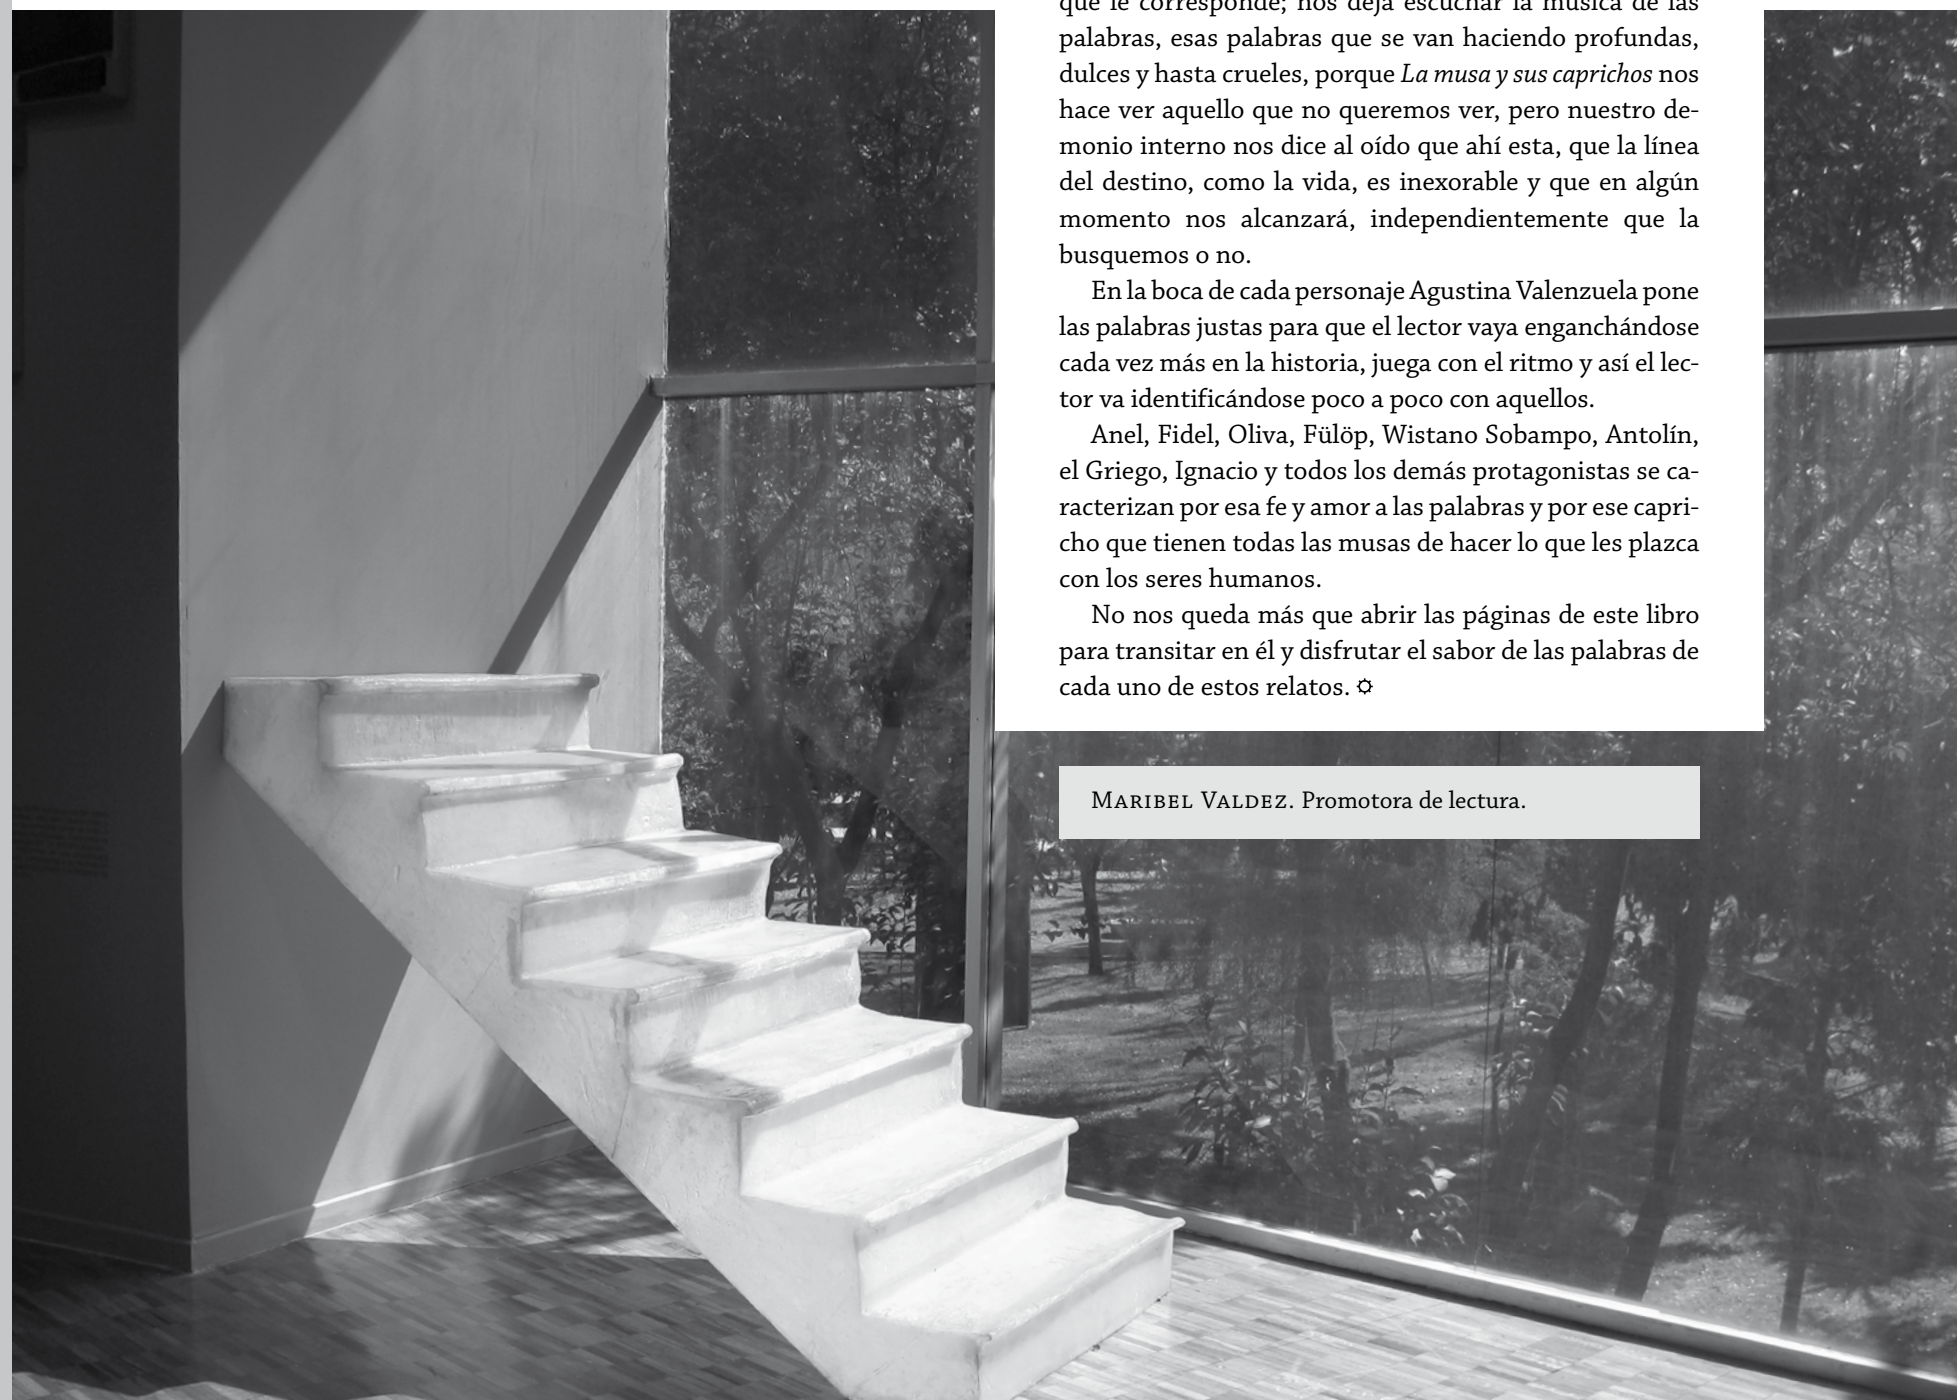 que le corresponde; nos deja escuchar la música de las
palabras, esas palabras que se van haciendo profundas,
dulces y hasta crueles, porque La musa y sus caprichos nos
hace ver aquello que no queremos ver, pero nuestro de-
monio interno nos dice al oído que ahí esta, que la línea
del destino, como la vida, es inexorable y que en algún
momento nos alcanzará, independientemente que la
busquemos o no.
En la boca de cada personaje Agustina Valenzuela pone
las palabras justas para que el lector vaya enganchándose
cada vez más en la historia, juega con el ritmo y así el lec-
tor va identificándose poco a poco con aquellos.
Anel, Fidel, Oliva, Fülöp, Wistano Sobampo, Antolín,
el Griego, Ignacio y todos los demás protagonistas se ca-
racterizan por esa fe y amor a las palabras y por ese capri-
cho que tienen todas las musas de hacer lo que les plazca
con los seres humanos.
No nos queda más que abrir las páginas de este libro
para transitar en él y disfrutar el sabor de las palabras de
cada uno de estos relatos.
Maribel Valdez. Promotora de lectura.